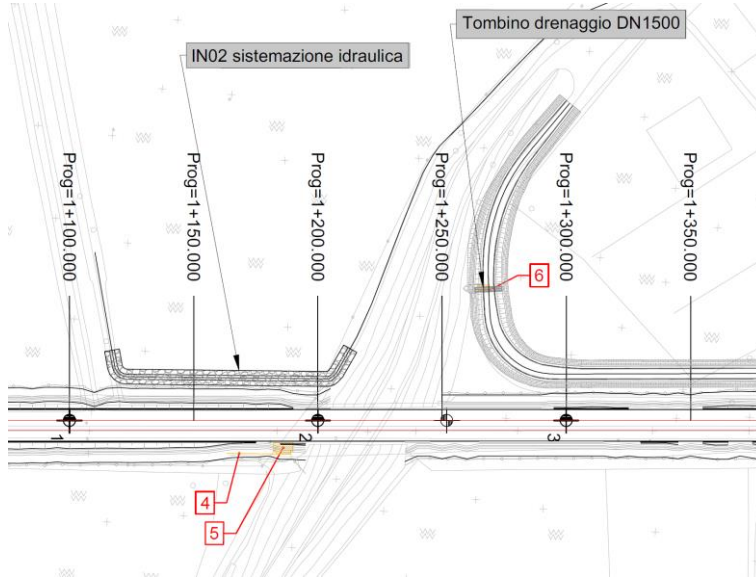 Tombino drenaggio DN1500
IN02 sistemazione idraulica
Prog=1+100.000
Prog=1+150.000
Prog=1+200.000
Prog=1+250.000
Prog=1+300.000
Prog=1+350.000
6
1
2
3
4
5